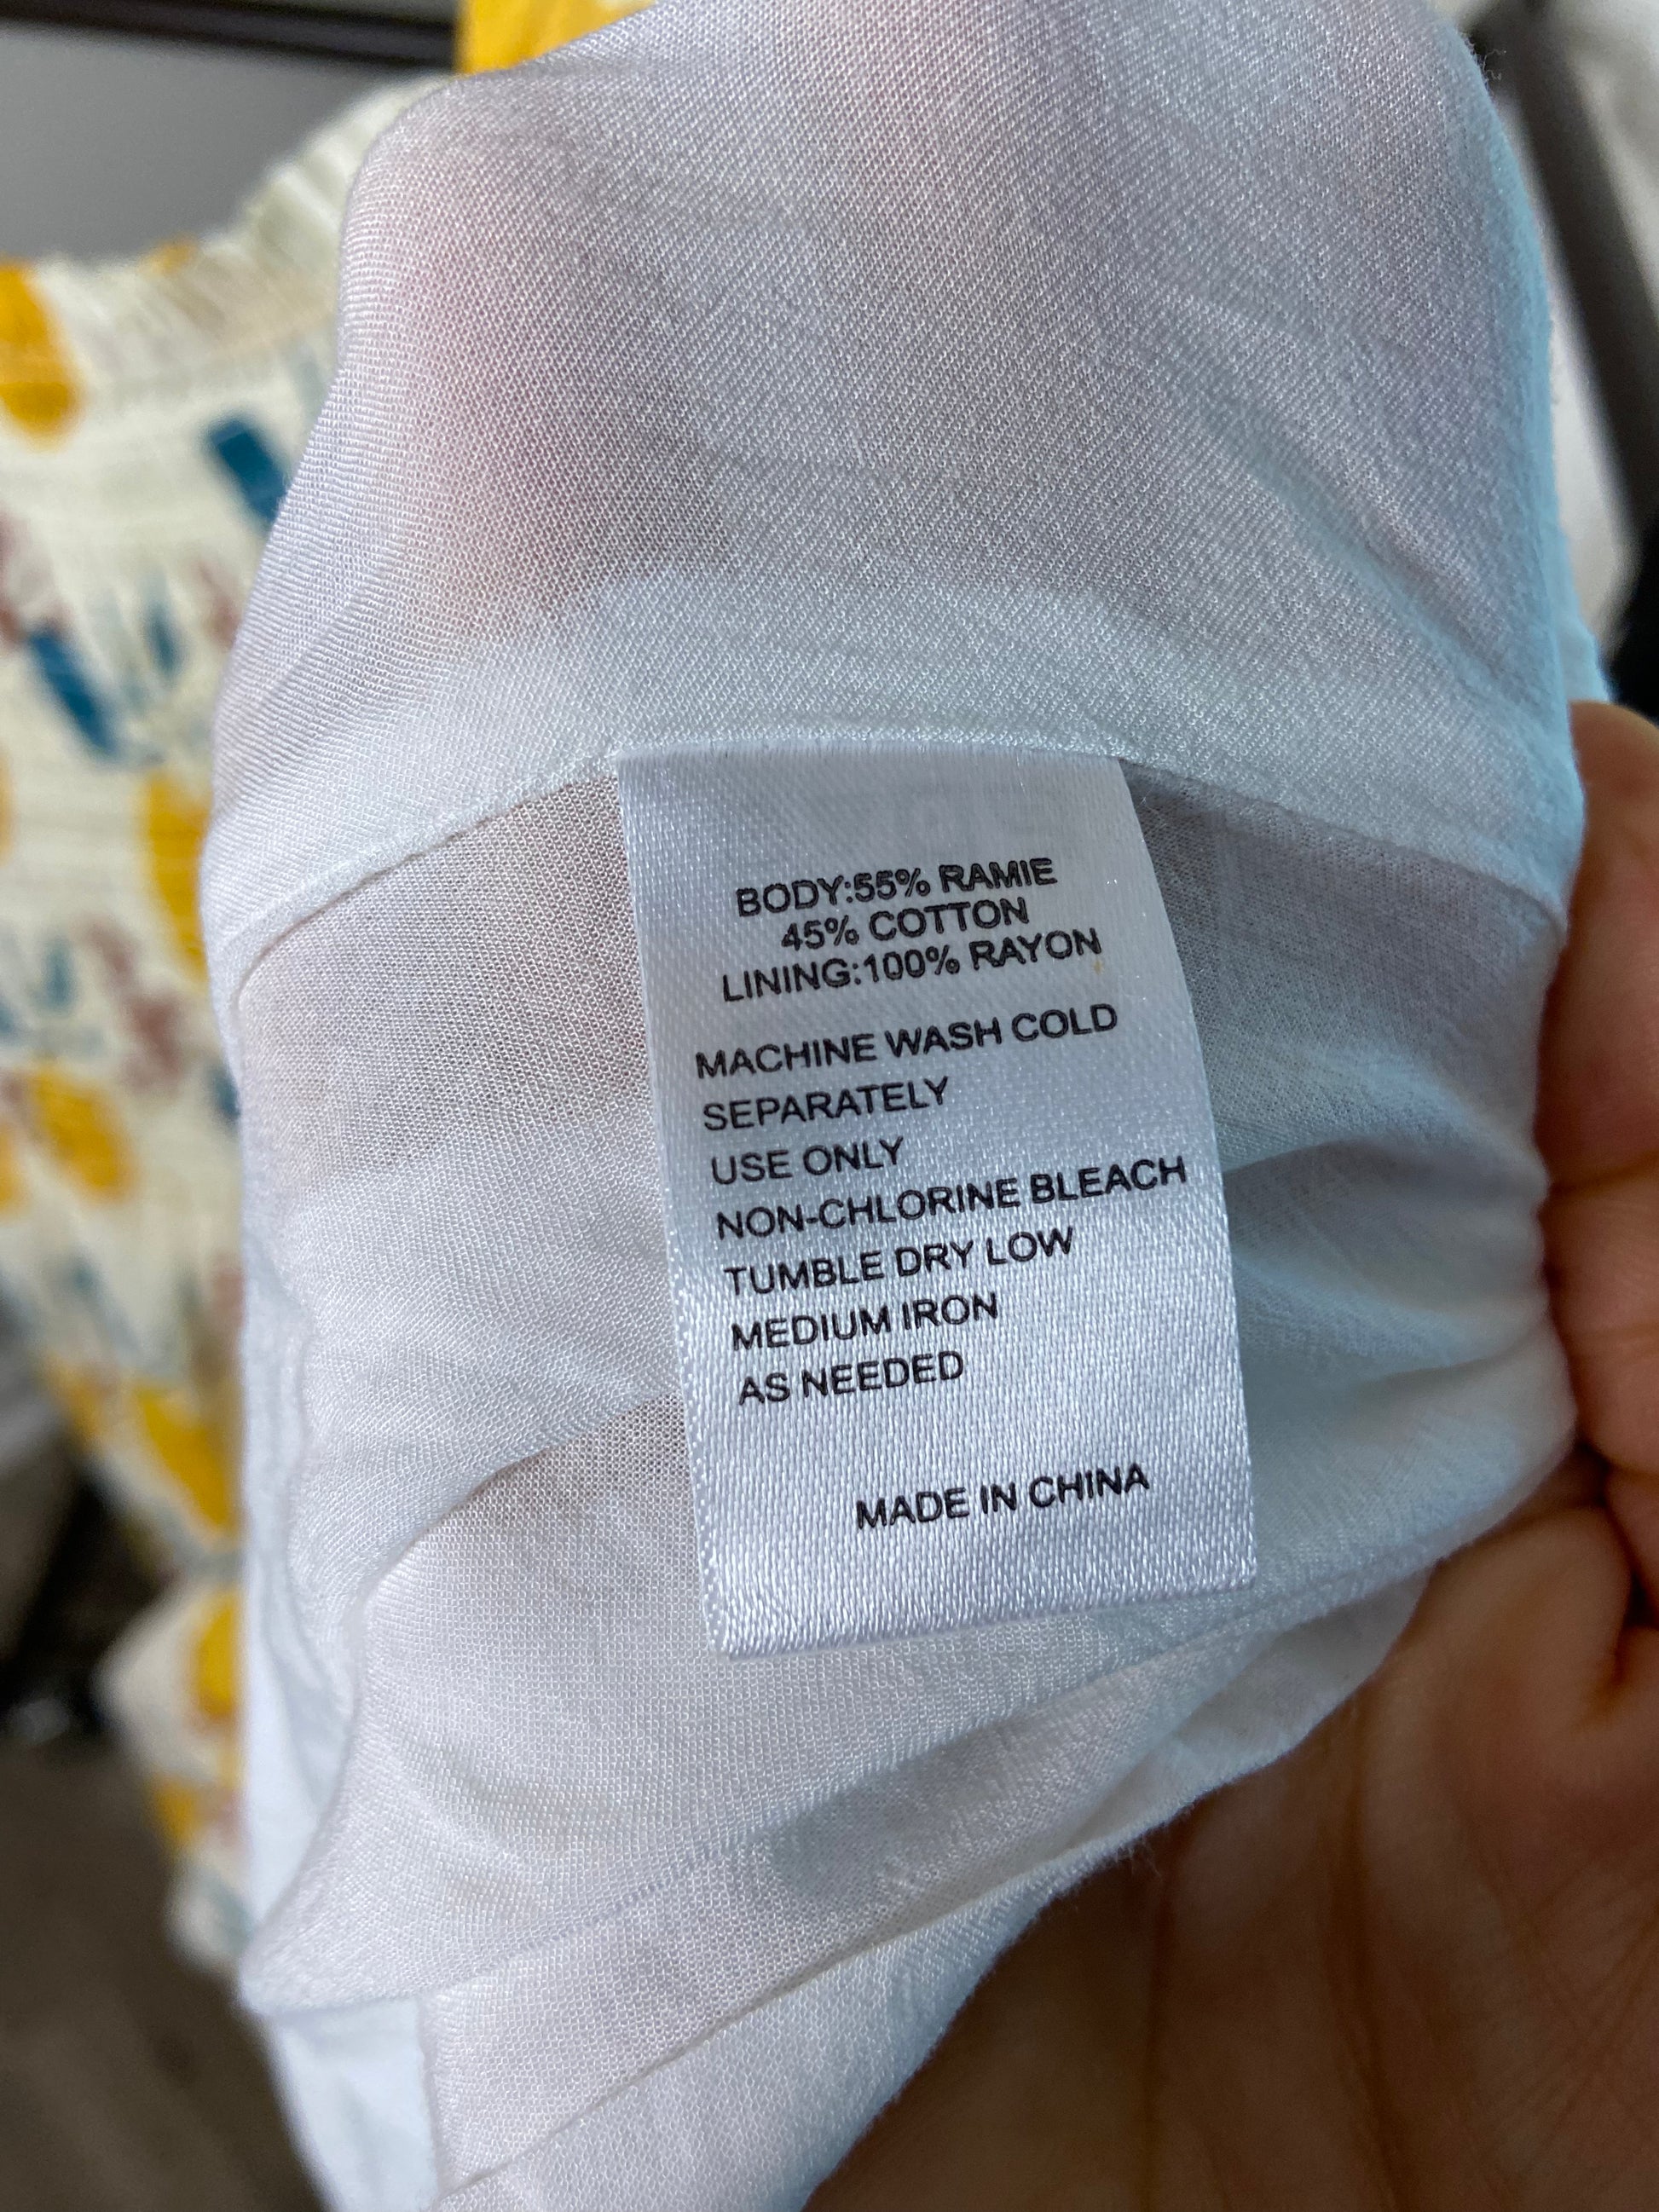 BODY:55% RAMIE
45% COTTON
LINING:100% RAYON
MACHINE WASH COLD
SEPARATELY
USE ONLY
NON-CHLORINE BLEACH
TUMBLE DRY LOW
MEDIUM IRON
AS NEEDED
MADE IN CHINA